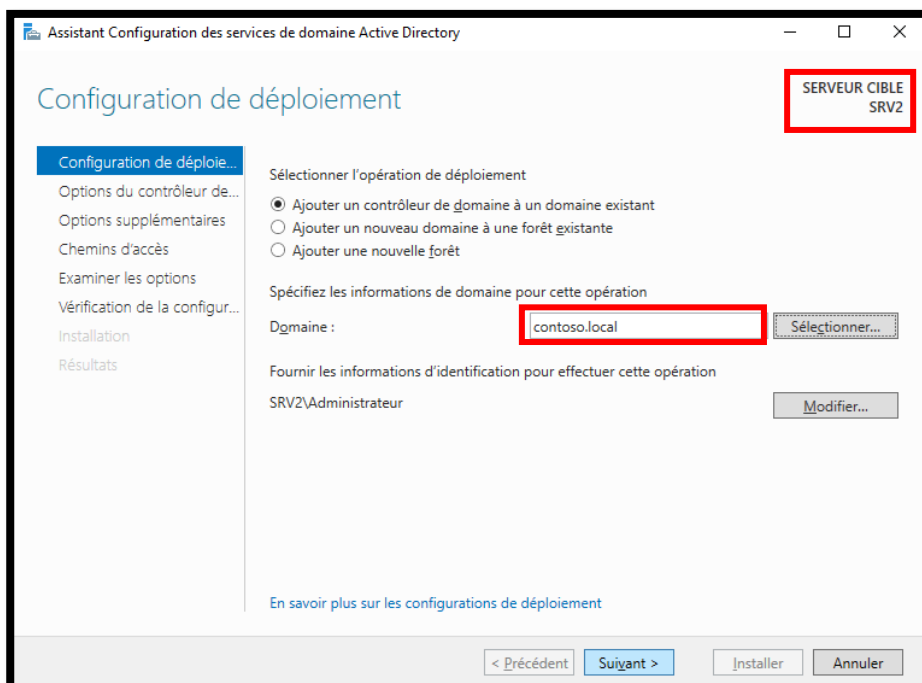 Assistant Configuration des services de domaine Active Directory
Configuration de déploiement
SERVEUR CIBLE
SRV2
Configuration de déploie...
Options du contrôleur de...
Options supplémentaires
Chemins d'accès
Examiner les options
Vérification de la configur...
Installation
Résultats
Sélectionner l'opération de déploiement
Ajouter un contrôleur de domaine à un domaine existant
Ajouter un nouveau domaine à une forêt existante
Ajouter une nouvelle forêt
Spécifiez les informations de domaine pour cette opération
Domaine : contoso.local Sélectionner...
Fournir les informations d'identification pour effectuer cette opération
SRV2\Administrateur Modifier...
En savoir plus sur les configurations de déploiement
< Précédent Suivant > Installer Annuler